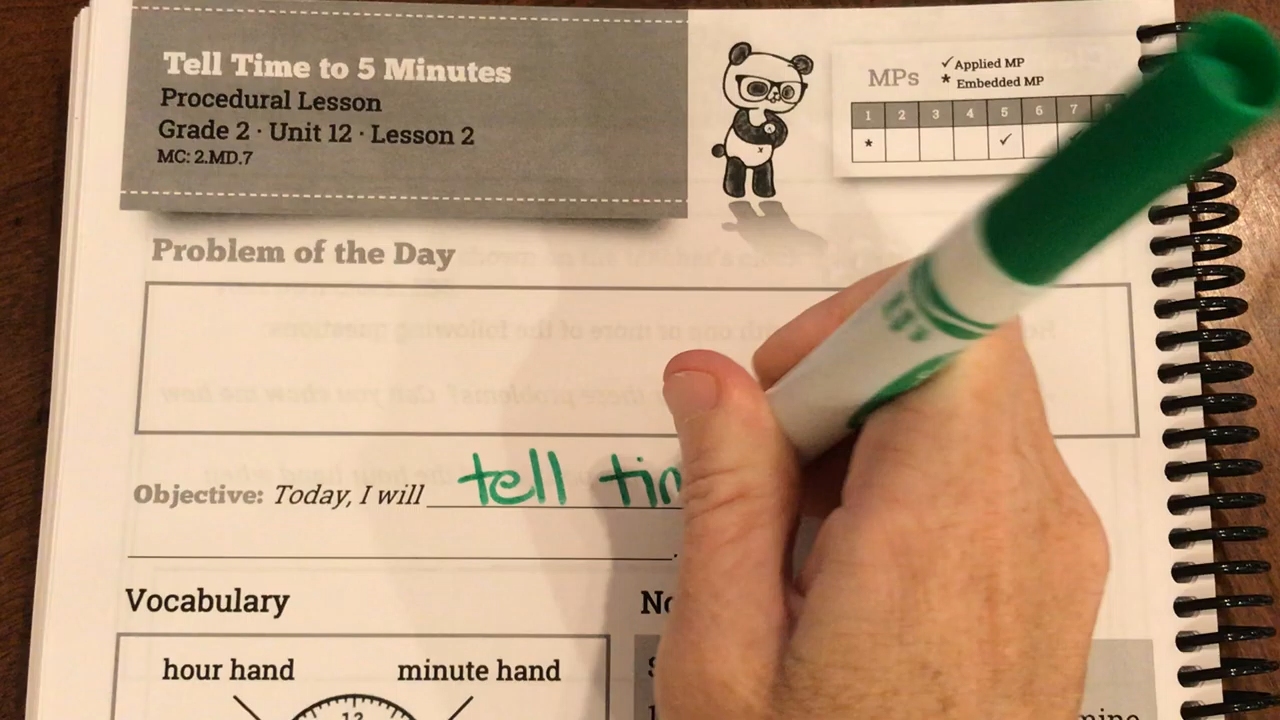 Tell Time to 5 Minutes
Procedural Lesson
Grade 2 · Unit 12 · Lesson 2
MC: 2.MD.7
MPs
✓ Applied MP
* Embedded MP
1 2 3 4 5 6 7
* ✓
Problem of the Day
Objective: Today, I will tell
Vocabulary
hour hand minute hand
12